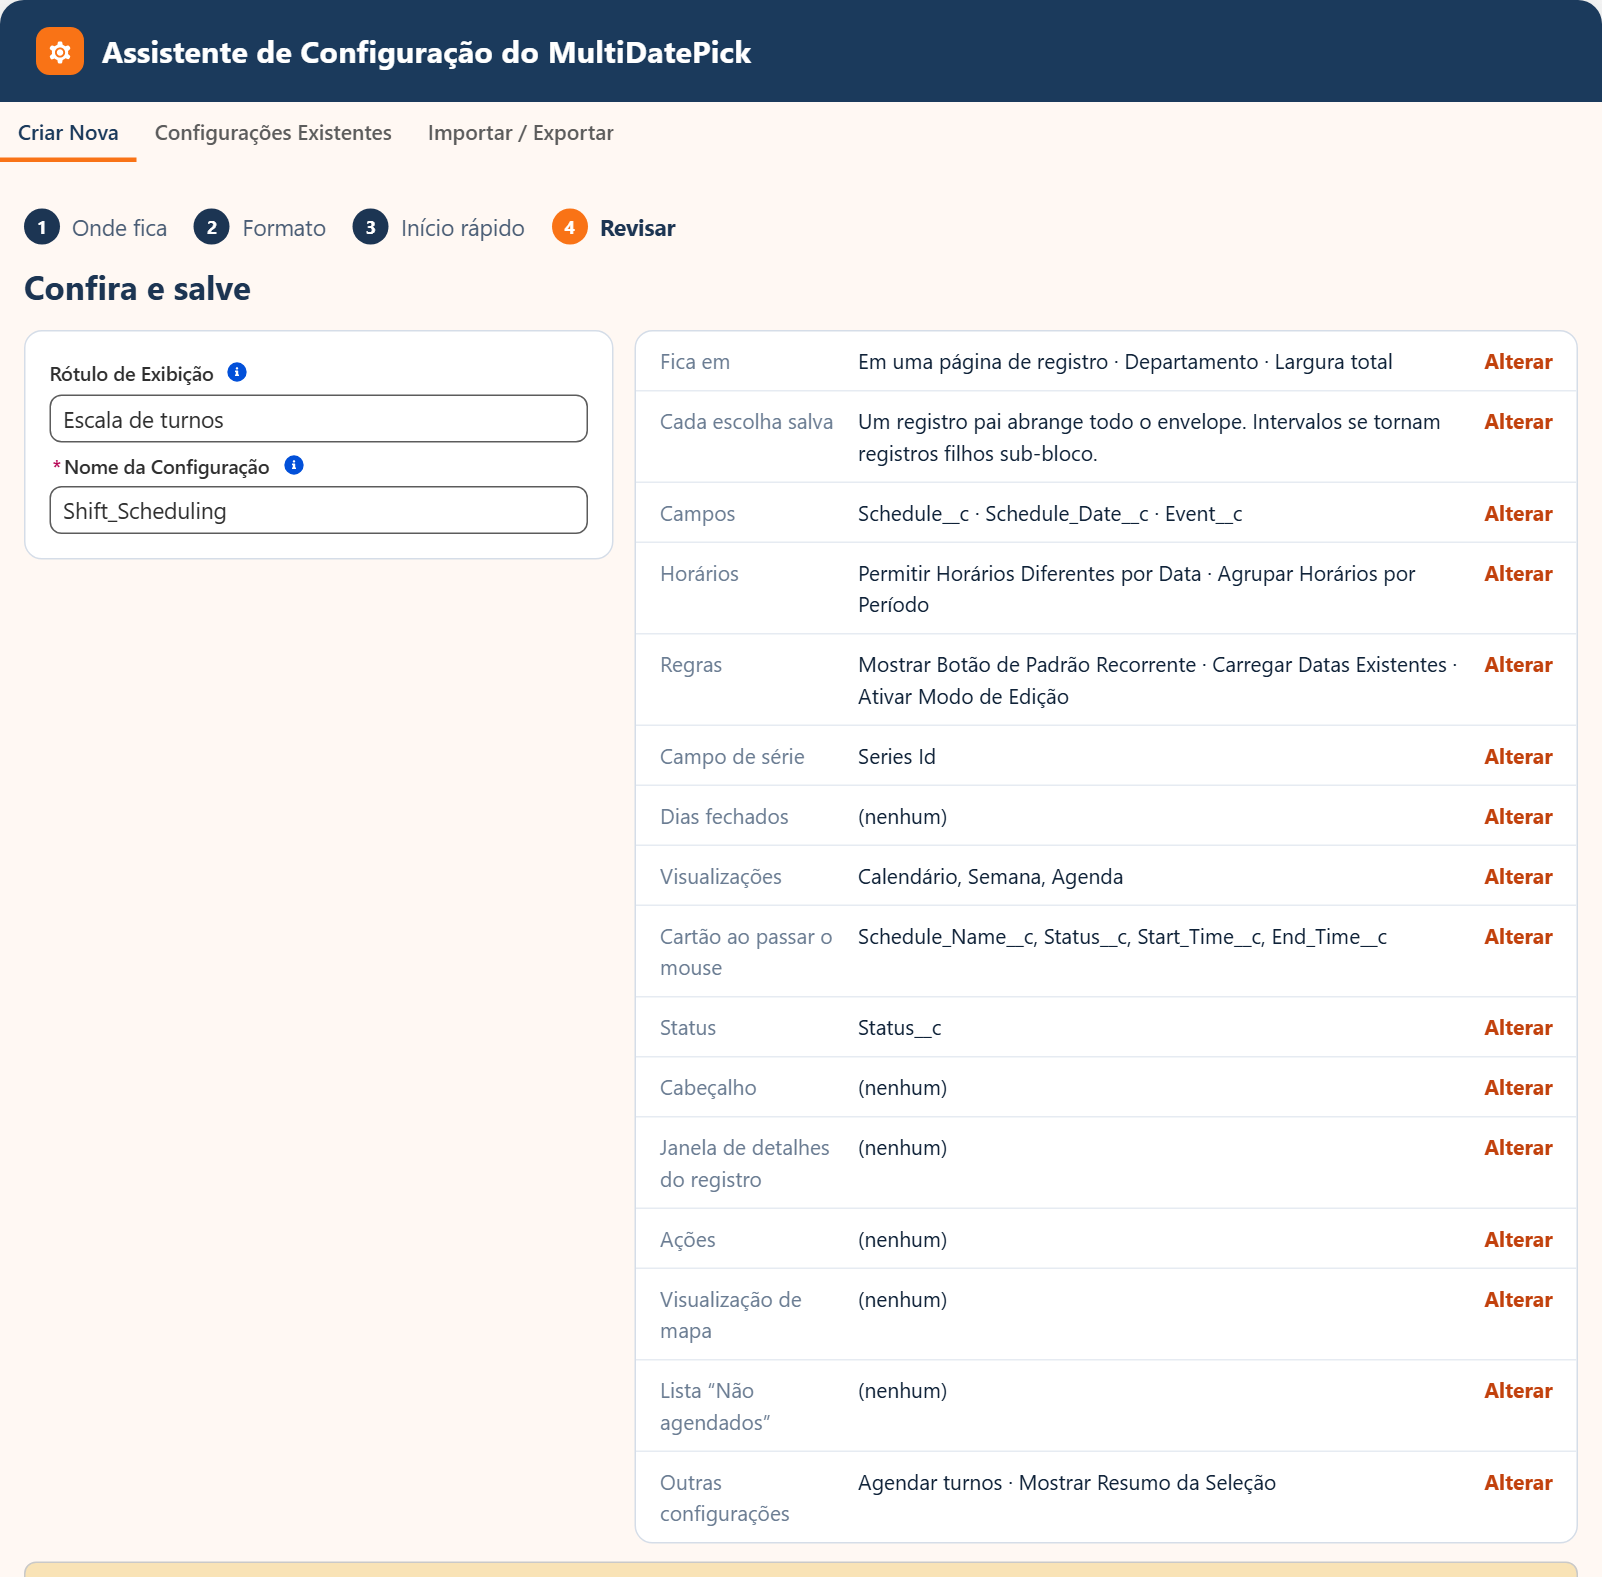 Assistente de Configuração do MultiDatePick
Criar Nova
Configurações Existentes
Importar / Exportar
1 Onde fica
2 Formato
3 Início rápido
4 Revisar
Confira e salve
Rótulo de Exibição
Escala de turnos
*Nome da Configuração
Shift_Scheduling
Fica em
Em uma página de registro · Departamento · Largura total
Alterar
Cada escolha salva
Um registro pai abrange todo o envelope. Intervalos se tornam
registros filhos sub-bloco.
Alterar
Campos
Schedule__c · Schedule_Date__c · Event__c
Alterar
Horários
Permitir Horários Diferentes por Data · Agrupar Horários por
Período
Alterar
Regras
Mostrar Botão de Padrão Recorrente · Carregar Datas Existentes ·
Ativar Modo de Edição
Alterar
Campo de série
Series Id
Alterar
Dias fechados
(nenhum)
Alterar
Visualizações
Calendário, Semana, Agenda
Alterar
Cartão ao passar o
mouse
Schedule_Name__c, Status__c, Start_Time__c, End_Time__c
Alterar
Status
Status__c
Alterar
Cabeçalho
(nenhum)
Alterar
Janela de detalhes
do registro
(nenhum)
Alterar
Ações
(nenhum)
Alterar
Visualização de
mapa
(nenhum)
Alterar
Lista “Não
agendados”
(nenhum)
Alterar
Outras
configurações
Agendar turnos · Mostrar Resumo da Seleção
Alterar